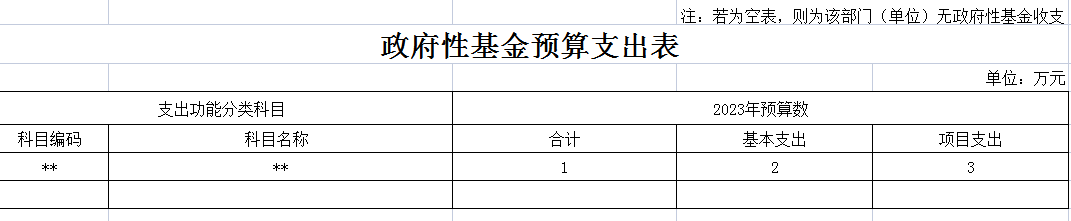 注：若为空表，则为该部门（单位）无政府性基金收支
政府性基金预算支出表
单位：万元
支出功能分类科目 2023年预算数
科目编码 科目名称 合计 基本支出 项目支出
** ** 1 2 3